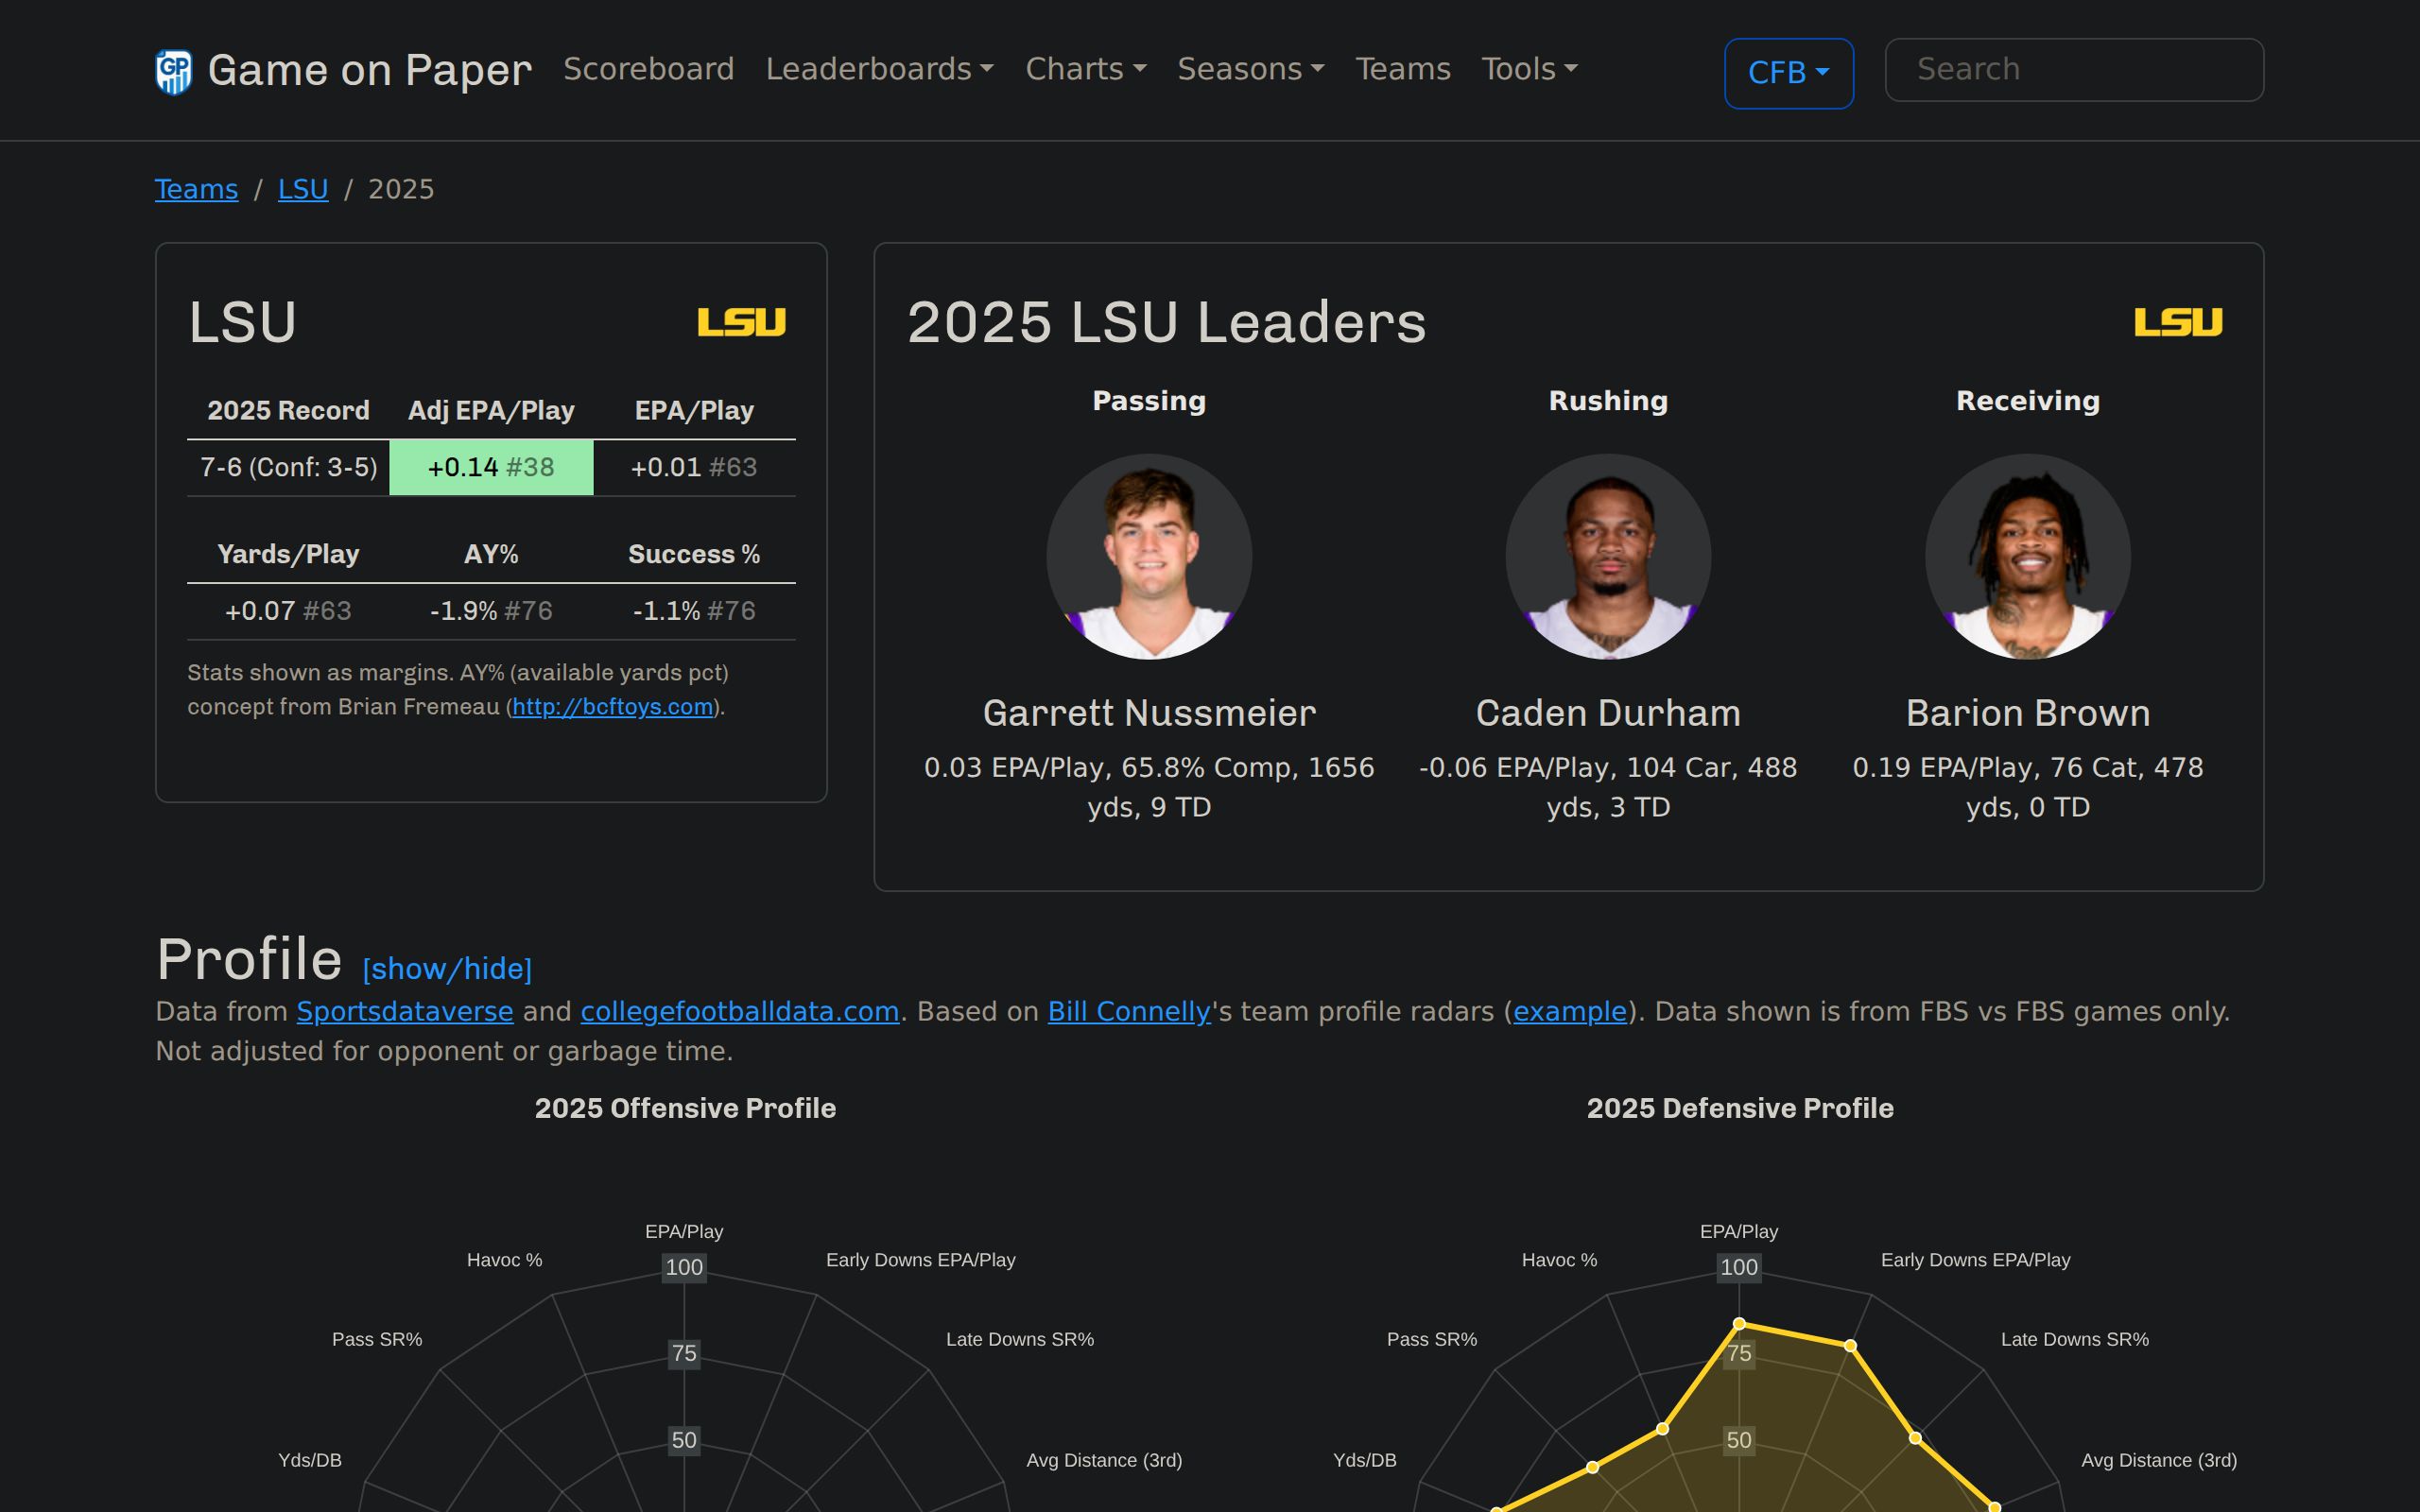 GP Game on Paper Scoreboard Leaderboards Charts Seasons Teams Tools CFB Search
Teams / LSU / 2025
LSU LSU
2025 Record Adj EPA/Play EPA/Play
7-6 (Conf: 3-5) +0.14 #38 +0.01 #63
Yards/Play AY% Success %
+0.07 #63 -1.9% #76 -1.1% #76
Stats shown as margins. AY% (available yards pct)
concept from Brian Fremeau (http://bcftoys.com).
2025 LSU Leaders LSU
Passing Rushing Receiving
Garrett Nussmeier Caden Durham Barion Brown
0.03 EPA/Play, 65.8% Comp, 1656 -0.06 EPA/Play, 104 Car, 488 0.19 EPA/Play, 76 Cat, 478
yds, 9 TD yds, 3 TD yds, 0 TD
Profile [show/hide]
Data from Sportsdataverse and collegefootballdata.com. Based on Bill Connelly's team profile radars (example). Data shown is from FBS vs FBS games only.
Not adjusted for opponent or garbage time.
2025 Offensive Profile
EPA/Play
Havoc % Early Downs EPA/Play
100
Pass SR% Late Downs SR%
75
50
Yds/DB Avg Distance (3rd)
2025 Defensive Profile
EPA/Play
Havoc % Early Downs EPA/Play
100
Pass SR% Late Downs SR%
75
50
Yds/DB Avg Distance (3rd)